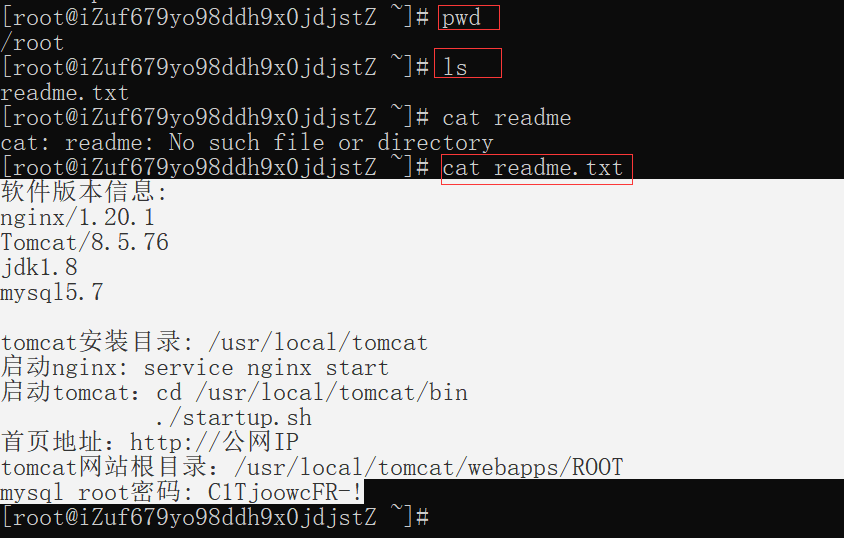 [root@iZuf679yo98ddh9x0jdjstZ ~]# pwd
/root
[root@iZuf679yo98ddh9x0jdjstZ ~]# ls
readme.txt
[root@iZuf679yo98ddh9x0jdjstZ ~]# cat readme
cat: readme: No such file or directory
[root@iZuf679yo98ddh9x0jdjstZ ~]# cat readme.txt
软件版本信息:
nginx/1.20.1
Tomcat/8.5.76
jdk1.8
mysql5.7
tomcat安装目录: /usr/local/tomcat
启动nginx: service nginx start
启动tomcat: cd /usr/local/tomcat/bin
./startup.sh
首页地址: http://公网IP
tomcat网站根目录: /usr/local/tomcat/webapps/ROOT
mysql root密码: C1TjoowcFR-!
[root@iZuf679yo98ddh9x0jdjstZ ~]#